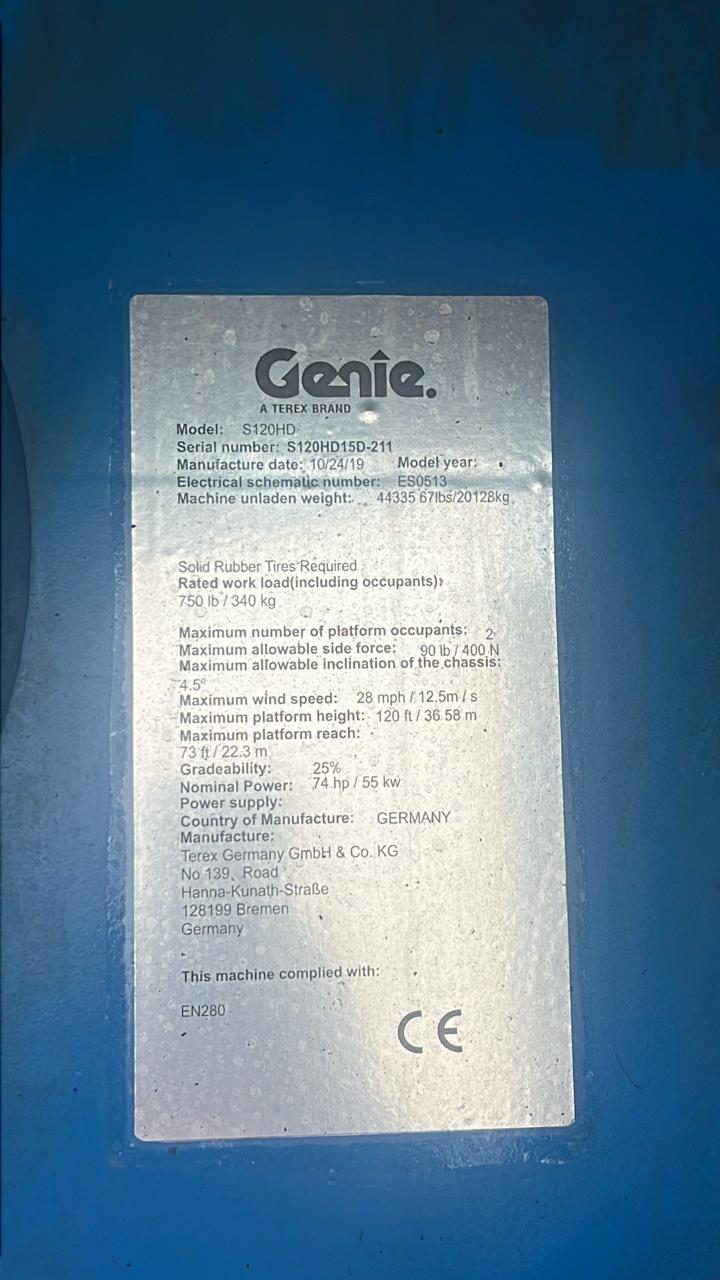 Genie.
A TEREX BRAND
Model: S120HD
Serial number: S120HD15D-211
Manufacture date: 10/24/19 Model year:
Electrical schematic number: ES0513
Machine unladen weight: 44335 67lbs/20128kg
Solid Rubber Tires Required
Rated work load(including occupants):
750 lb / 340 kg
Maximum number of platform occupants: 2
Maximum allowable side force: 90 lb / 400 N
Maximum allowable inclination of the chassis:
4.5°
Maximum wind speed: 28 mph / 12.5m / s
Maximum platform height: 120 ft / 36 58 m
Maximum platform reach:
73 ft / 22.3 m
Gradeability: 25%
Nominal Power: 74 hp / 55 kw
Power supply:
Country of Manufacture: GERMANY
Manufacture:
Terex Germany GmbH & Co. KG
No 139、Road
Hanna-Kunath-Straße
128199 Bremen
Germany
This machine complied with:
EN280
CE